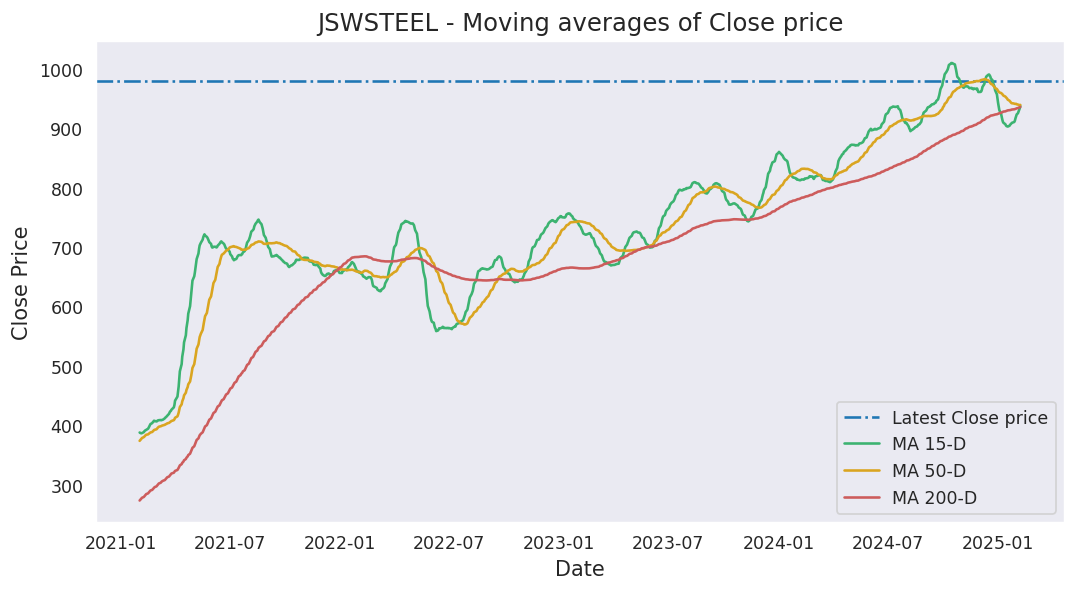 JSWSTEEL - Moving averages of Close price
1000
900
800
700
600
500
400
300
Close Price
2021-01
2021-07
2022-01
2022-07
2023-01
2023-07
2024-01
2024-07
2025-01
Date
Latest Close price
MA 15-D
MA 50-D
MA 200-D